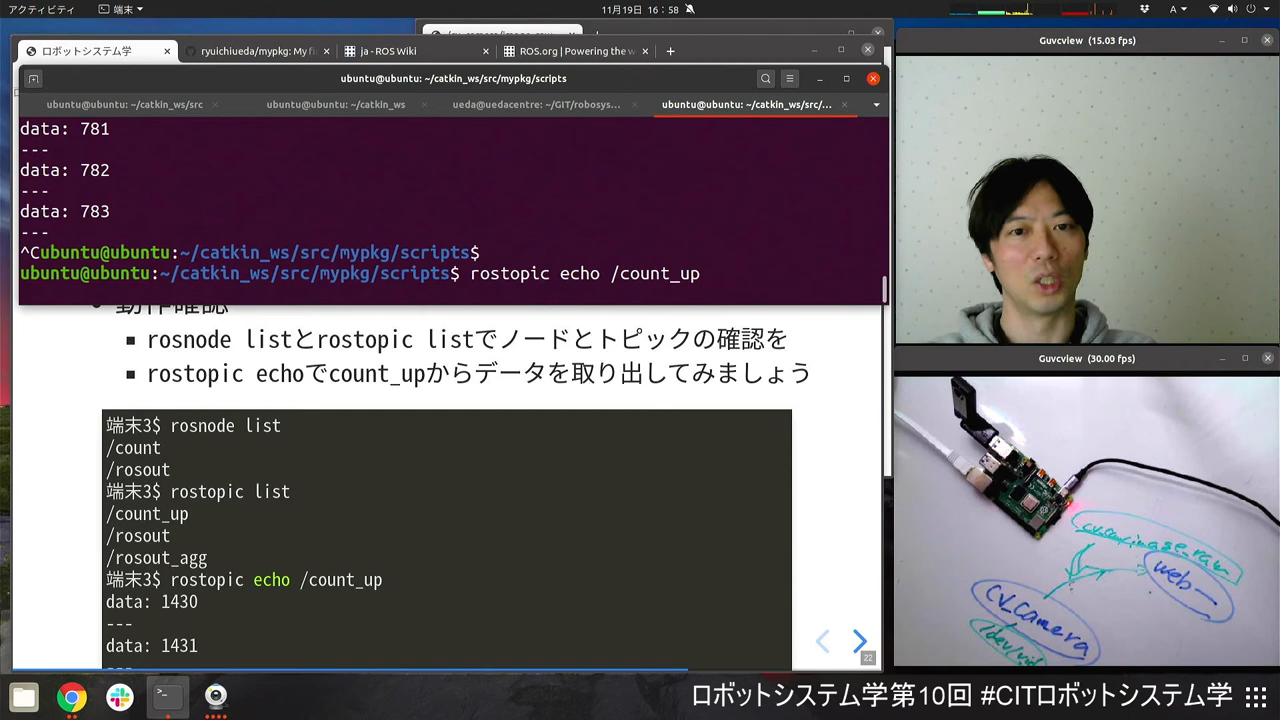 アクティビティ
端末
11月19日 16：58
A
ロボットシステム学
ryuichiueda/mypkg: My fi
ja - ROS Wiki
ROS.org | Powering the w
ubuntu@ubuntu: ~/catkin_ws/src/mypkg/scripts
ubuntu@ubuntu: ~/catkin_ws/src
ubuntu@ubuntu: ~/catkin_ws
ueda@uedacentre: ~/GIT/robosys...
ubuntu@ubuntu: ~/catkin_ws/src/...
data: 781
---
data: 782
---
data: 783
---
^Cubuntu@ubuntu:~/catkin_ws/src/mypkg/scripts$
ubuntu@ubuntu:~/catkin_ws/src/mypkg/scripts$ rostopic echo /count_up
動作確認
rosnode listとrostopic listでノードとトピックの確認を
rostopic echoでcount_upからデータを取り出してみましょう
端末3$ rosnode list
/count
/rosout
端末3$ rostopic list
/count_up
/rosout
/rosout_agg
端末3$ rostopic echo /count_up
data: 1430
---
data: 1431
---
22
Guvcview (15.03 fps)
Guvcview (30.00 fps)
web
cv_camera
ロボットシステム学第10回 #CITロボットシステム学